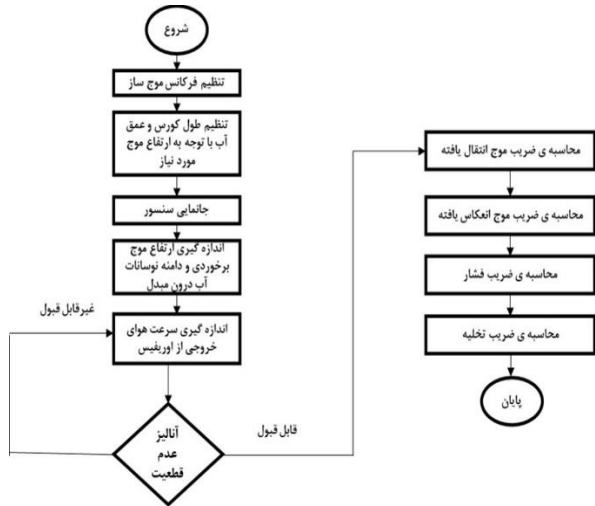 شروع
تنظیم فرکانس موج ساز
تنظیم طول کورس و عمق
آب با توجه به ارتفاع موج
مورد نیاز
جانمایی سنسور
اندازه گیری ارتفاع موج
برخوردی و دامنه نوسانات
آب درون مبدل
غیرقابل قبول
اندازه گیری سرعت هوای
خروجی از اوریفیس
آنالیز
عدم
قطعیت
قابل قبول
محاسبه ی ضریب موج انتقال یافته
محاسبه ی ضریب موج انعکاس یافته
محاسبه ی ضریب فشار
محاسبه ی ضریب تخلیه
پایان